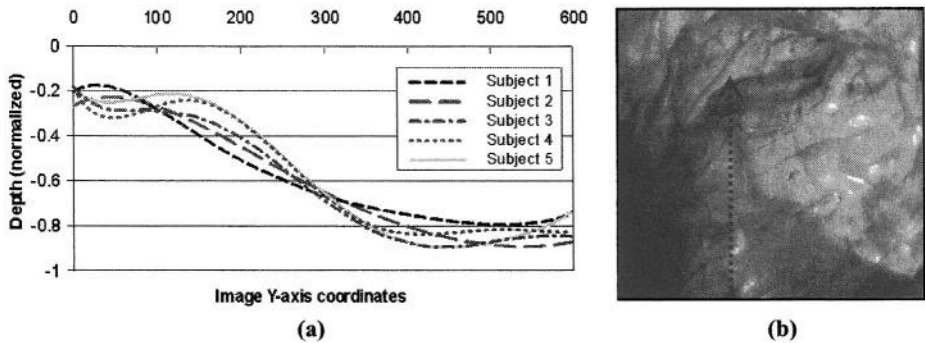 0 100 200 300 400 500 600
0
-0.2
-0.4
-0.6
-0.8
-1
Depth (normalized)
Subject 1
Subject 2
Subject 3
Subject 4
Subject 5
Image Y-axis coordinates
(a)
(b)